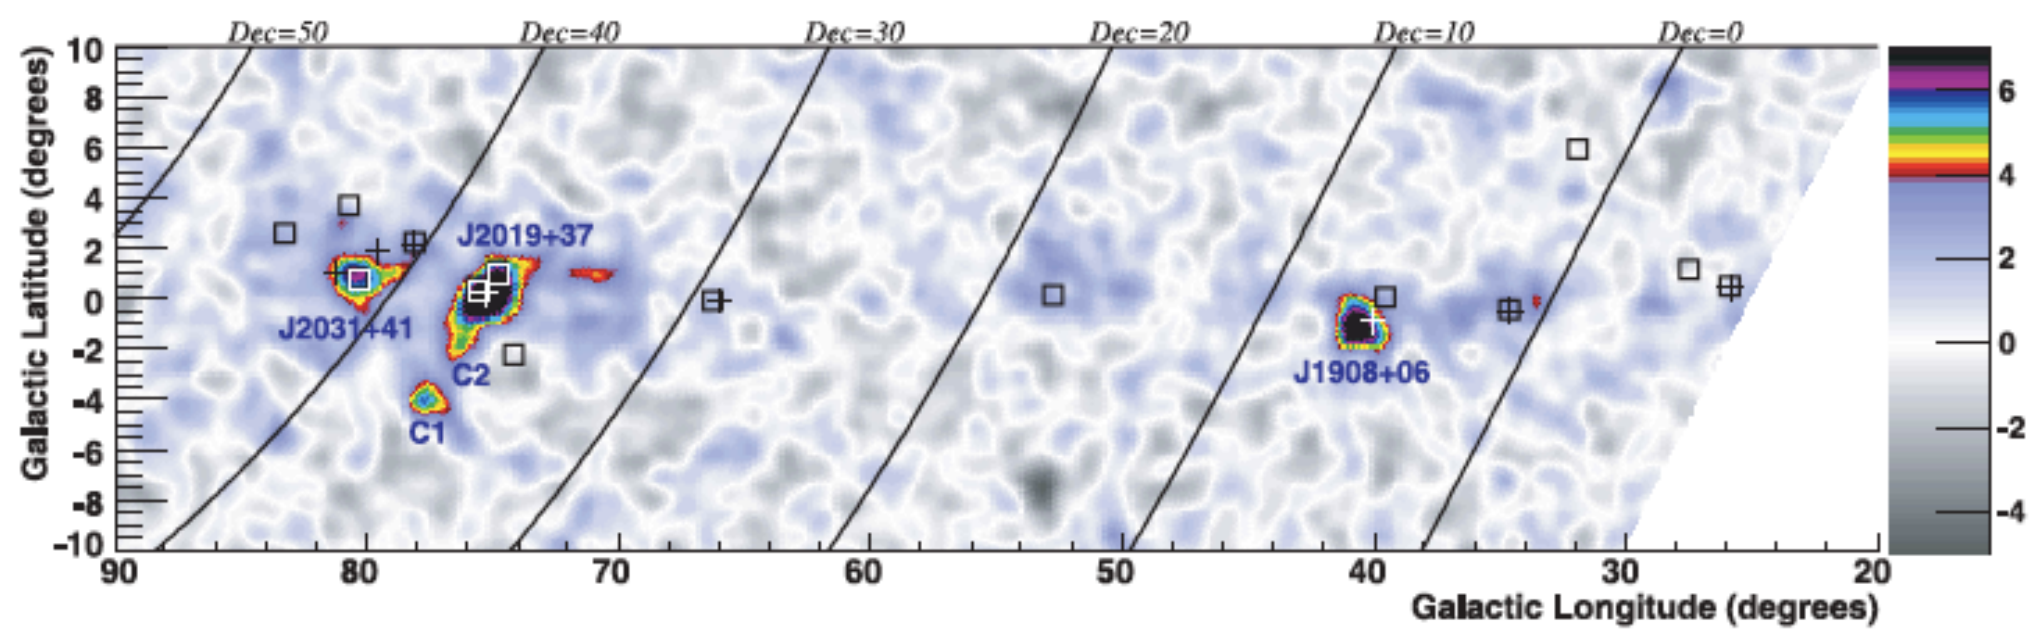 Dec=50 Dec=40 Dec=30 Dec=20 Dec=10 Dec=0
Galactic Latitude (degrees)
10
8
6
4
2
0
-2
-4
-6
-8
-10
J2019+37
J2031+41
C2
C1
J1908+06
6
4
2
0
-2
-4
90 80 70 60 50 40 30 20
Galactic Longitude (degrees)